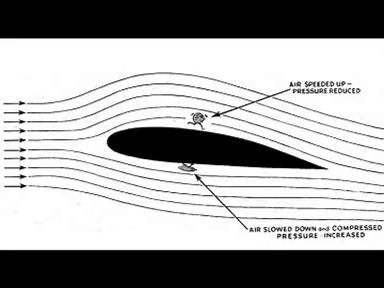 AIR SPEEDED UP –
PRESSURE REDUCED
AIR SLOWED DOWN and COMPRESSED
PRESSURE - INCREASED